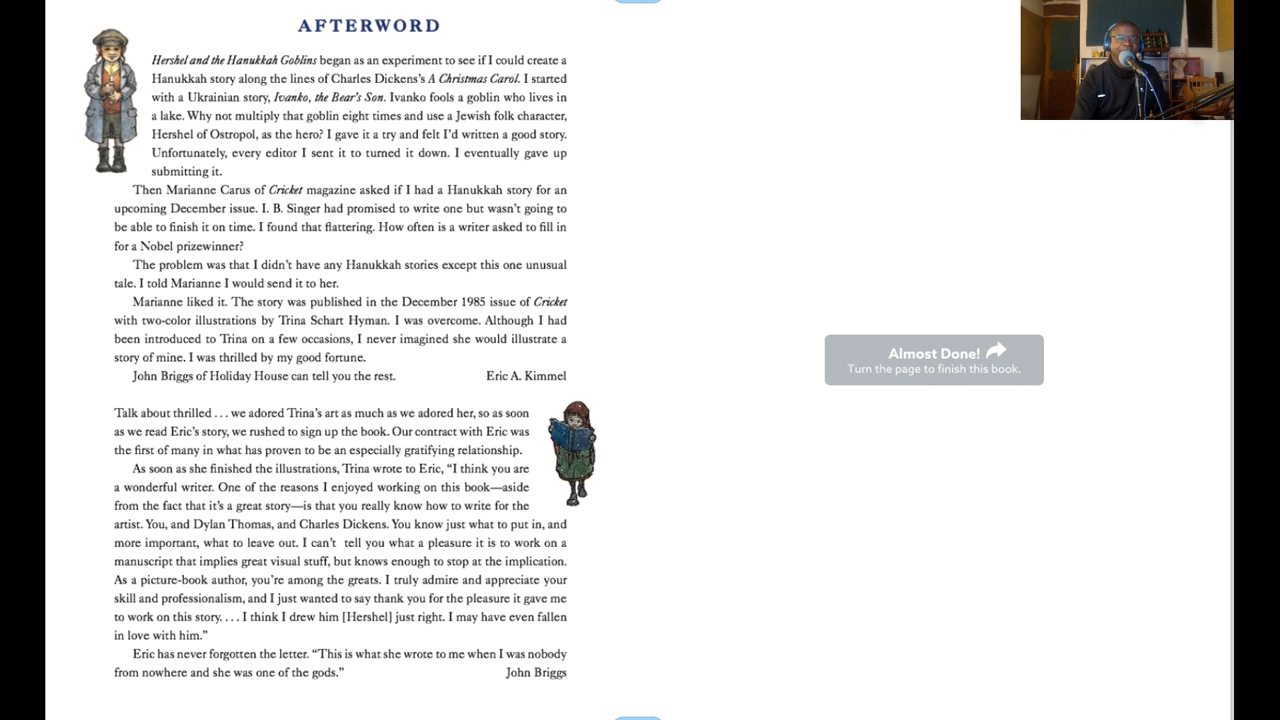 AFTERWORD
Hershel and the Hanukkah Goblins began as an experiment to see if I could create a
Hanukkah story along the lines of Charles Dickens's A Christmas Carol. I started
with a Ukrainian story, Ivanko, the Bear's Son. Ivanko fools a goblin who lives in
a lake. Why not multiply that goblin eight times and use a Jewish folk character,
Hershel of Ostropol, as the hero? I gave it a try and felt I'd written a good story.
Unfortunately, every editor I sent it to turned it down. I eventually gave up
submitting it.
Then Marianne Carus of Cricket magazine asked if I had a Hanukkah story for an
upcoming December issue. I. B. Singer had promised to write one but wasn't going to
be able to finish it on time. I found that flattering. How often is a writer asked to fill in
for a Nobel prizewinner?
The problem was that I didn't have any Hanukkah stories except this one unusual
tale. I told Marianne I would send it to her.
Marianne liked it. The story was published in the December 1985 issue of Cricket
with two-color illustrations by Trina Schart Hyman. I was overcome. Although I had
been introduced to Trina on a few occasions, I never imagined she would illustrate a
story of mine. I was thrilled by my good fortune.
John Briggs of Holiday House can tell you the rest. Eric A. Kimmel
Talk about thrilled . . . we adored Trina's art as much as we adored her, so as soon
as we read Eric's story, we rushed to sign up the book. Our contract with Eric was
the first of many in what has proven to be an especially gratifying relationship.
As soon as she finished the illustrations, Trina wrote to Eric, "I think you are
a wonderful writer. One of the reasons I enjoyed working on this book—aside
from the fact that it's a great story—is that you really know how to write for the
artist. You, and Dylan Thomas, and Charles Dickens. You know just what to put in, and
more important, what to leave out. I can't tell you what a pleasure it is to work on a
manuscript that implies great visual stuff, but knows enough to stop at the implication.
As a picture-book author, you're among the greats. I truly admire and appreciate your
skill and professionalism, and I just wanted to say thank you for the pleasure it gave me
to work on this story. . . . I think I drew him [Hershel] just right. I may have even fallen
in love with him."
Eric has never forgotten the letter. "This is what she wrote to me when I was nobody
from nowhere and she was one of the gods." John Briggs
Almost Done!
Turn the page to finish this book.